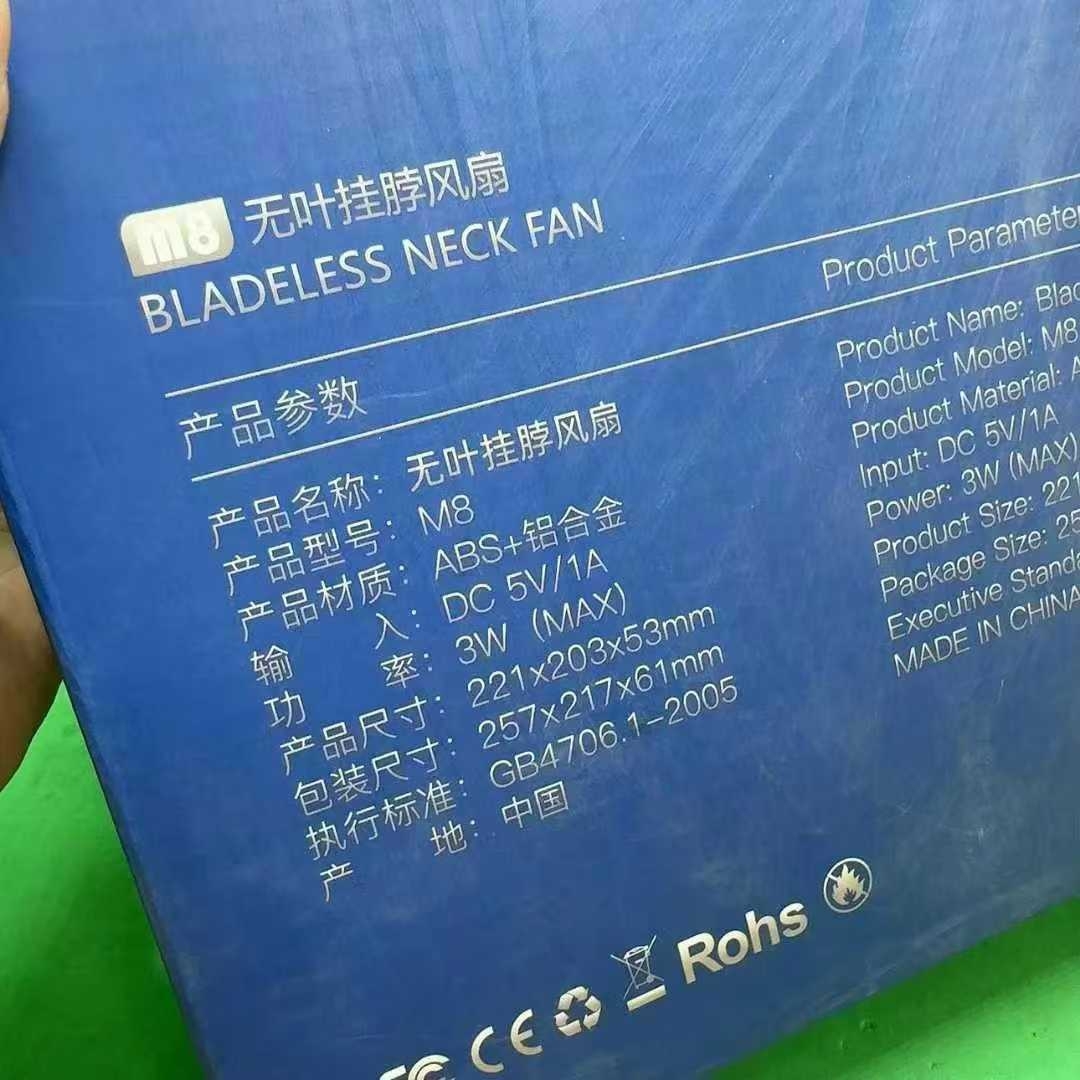 M8 无叶挂脖风扇
BLADELESS NECK FAN
产品参数
产品名称：无叶挂脖风扇
产品型号：M8
产品材质：ABS+铝合金
输入：DC 5V/1A
功率：3W（MAX）
产品尺寸：221x203x53mm
包装尺寸：257x217x61mm
执行标准：GB4706.1-2005
产地：中国
Product Parameter
Product Name: Blad
Product Model: M8
Product Material: A
Input: DC 5V/1A
Power: 3W (MAX)
Product Size: 221
Package Size: 25
Executive Standa
MADE IN CHINA
FC CE Rohs